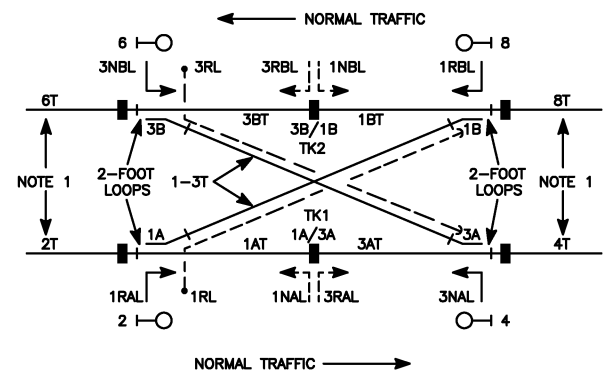 NORMAL TRAFFIC
6 8
3NBL 3RL 3RBL 1NBL 1RBL
6T 3BT 1BT 8T
3B 3B/1B 1B
TK2
NOTE 1 2-FOOT LOOPS 1-3T 2-FOOT LOOPS NOTE 1
TK1
1A 1A/3A 3A
2T 1AT 3AT 4T
1RAL 1RL 1NAL 3RAL 3NAL
2 4
NORMAL TRAFFIC